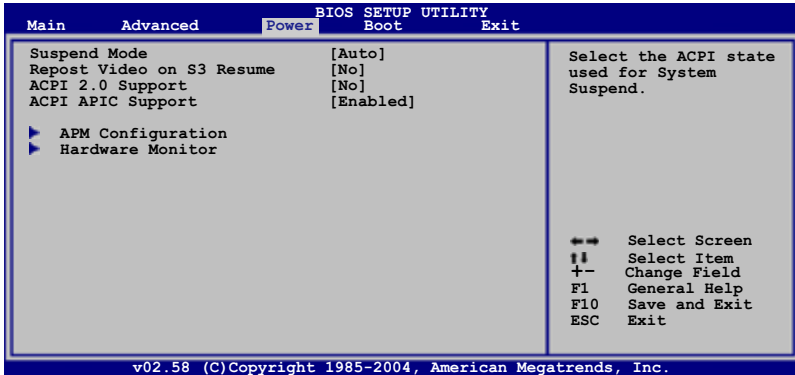 BIOS SETUP UTILITY
Main Advanced Power Boot Exit
Suspend Mode [Auto]
Repost Video on S3 Resume [No]
ACPI 2.0 Support [No]
ACPI APIC Support [Enabled]
APM Configuration
Hardware Monitor
Select the ACPI state
used for System
Suspend.
Select Screen
Select Item
+- Change Field
F1 General Help
F10 Save and Exit
ESC Exit
v02.58 (C)Copyright 1985-2004, American Megatrends, Inc.